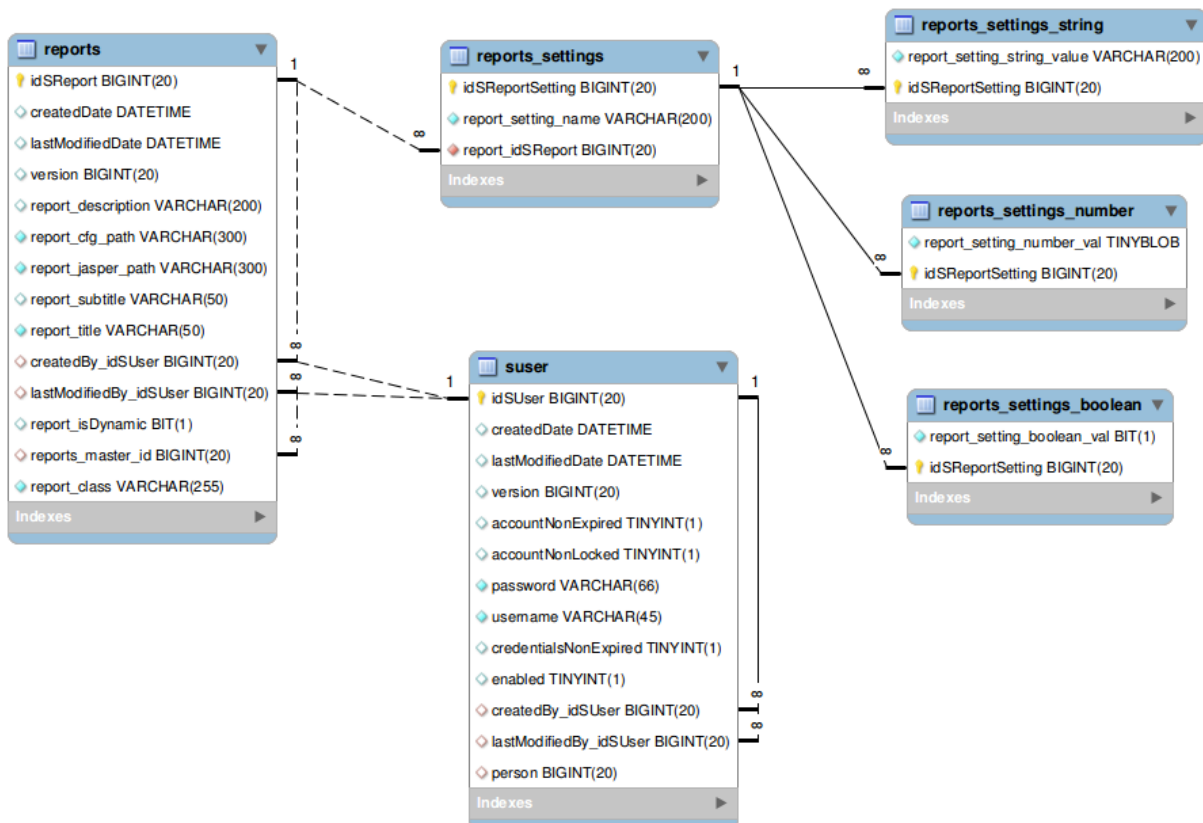 reports
idSReport BIGINT(20)
createdDate DATETIME
lastModifiedDate DATETIME
version BIGINT(20)
report_description VARCHAR(200)
report_cfg_path VARCHAR(300)
report_jasper_path VARCHAR(300)
report_subtitle VARCHAR(50)
report_title VARCHAR(50)
createdBy_idSUser BIGINT(20)
lastModifiedBy_idSUser BIGINT(20)
report_isDynamic BIT(1)
reports_master_id BIGINT(20)
report_class VARCHAR(255)
Indexes
1
∞
∞
∞
reports_settings
idSReportSetting BIGINT(20)
report_setting_name VARCHAR(200)
report_idSReport BIGINT(20)
Indexes
∞
1
reports_settings_string
report_setting_string_value VARCHAR(200)
idSReportSetting BIGINT(20)
Indexes
∞
reports_settings_number
report_setting_number_val TINYBLOB
idSReportSetting BIGINT(20)
Indexes
∞
reports_settings_boolean
report_setting_boolean_val BIT(1)
idSReportSetting BIGINT(20)
Indexes
∞
suser
idSUser BIGINT(20)
createdDate DATETIME
lastModifiedDate DATETIME
version BIGINT(20)
accountNonExpired TINYINT(1)
accountNonLocked TINYINT(1)
password VARCHAR(66)
username VARCHAR(45)
credentialsNonExpired TINYINT(1)
enabled TINYINT(1)
createdBy_idSUser BIGINT(20)
lastModifiedBy_idSUser BIGINT(20)
person BIGINT(20)
Indexes
1
1
∞
∞